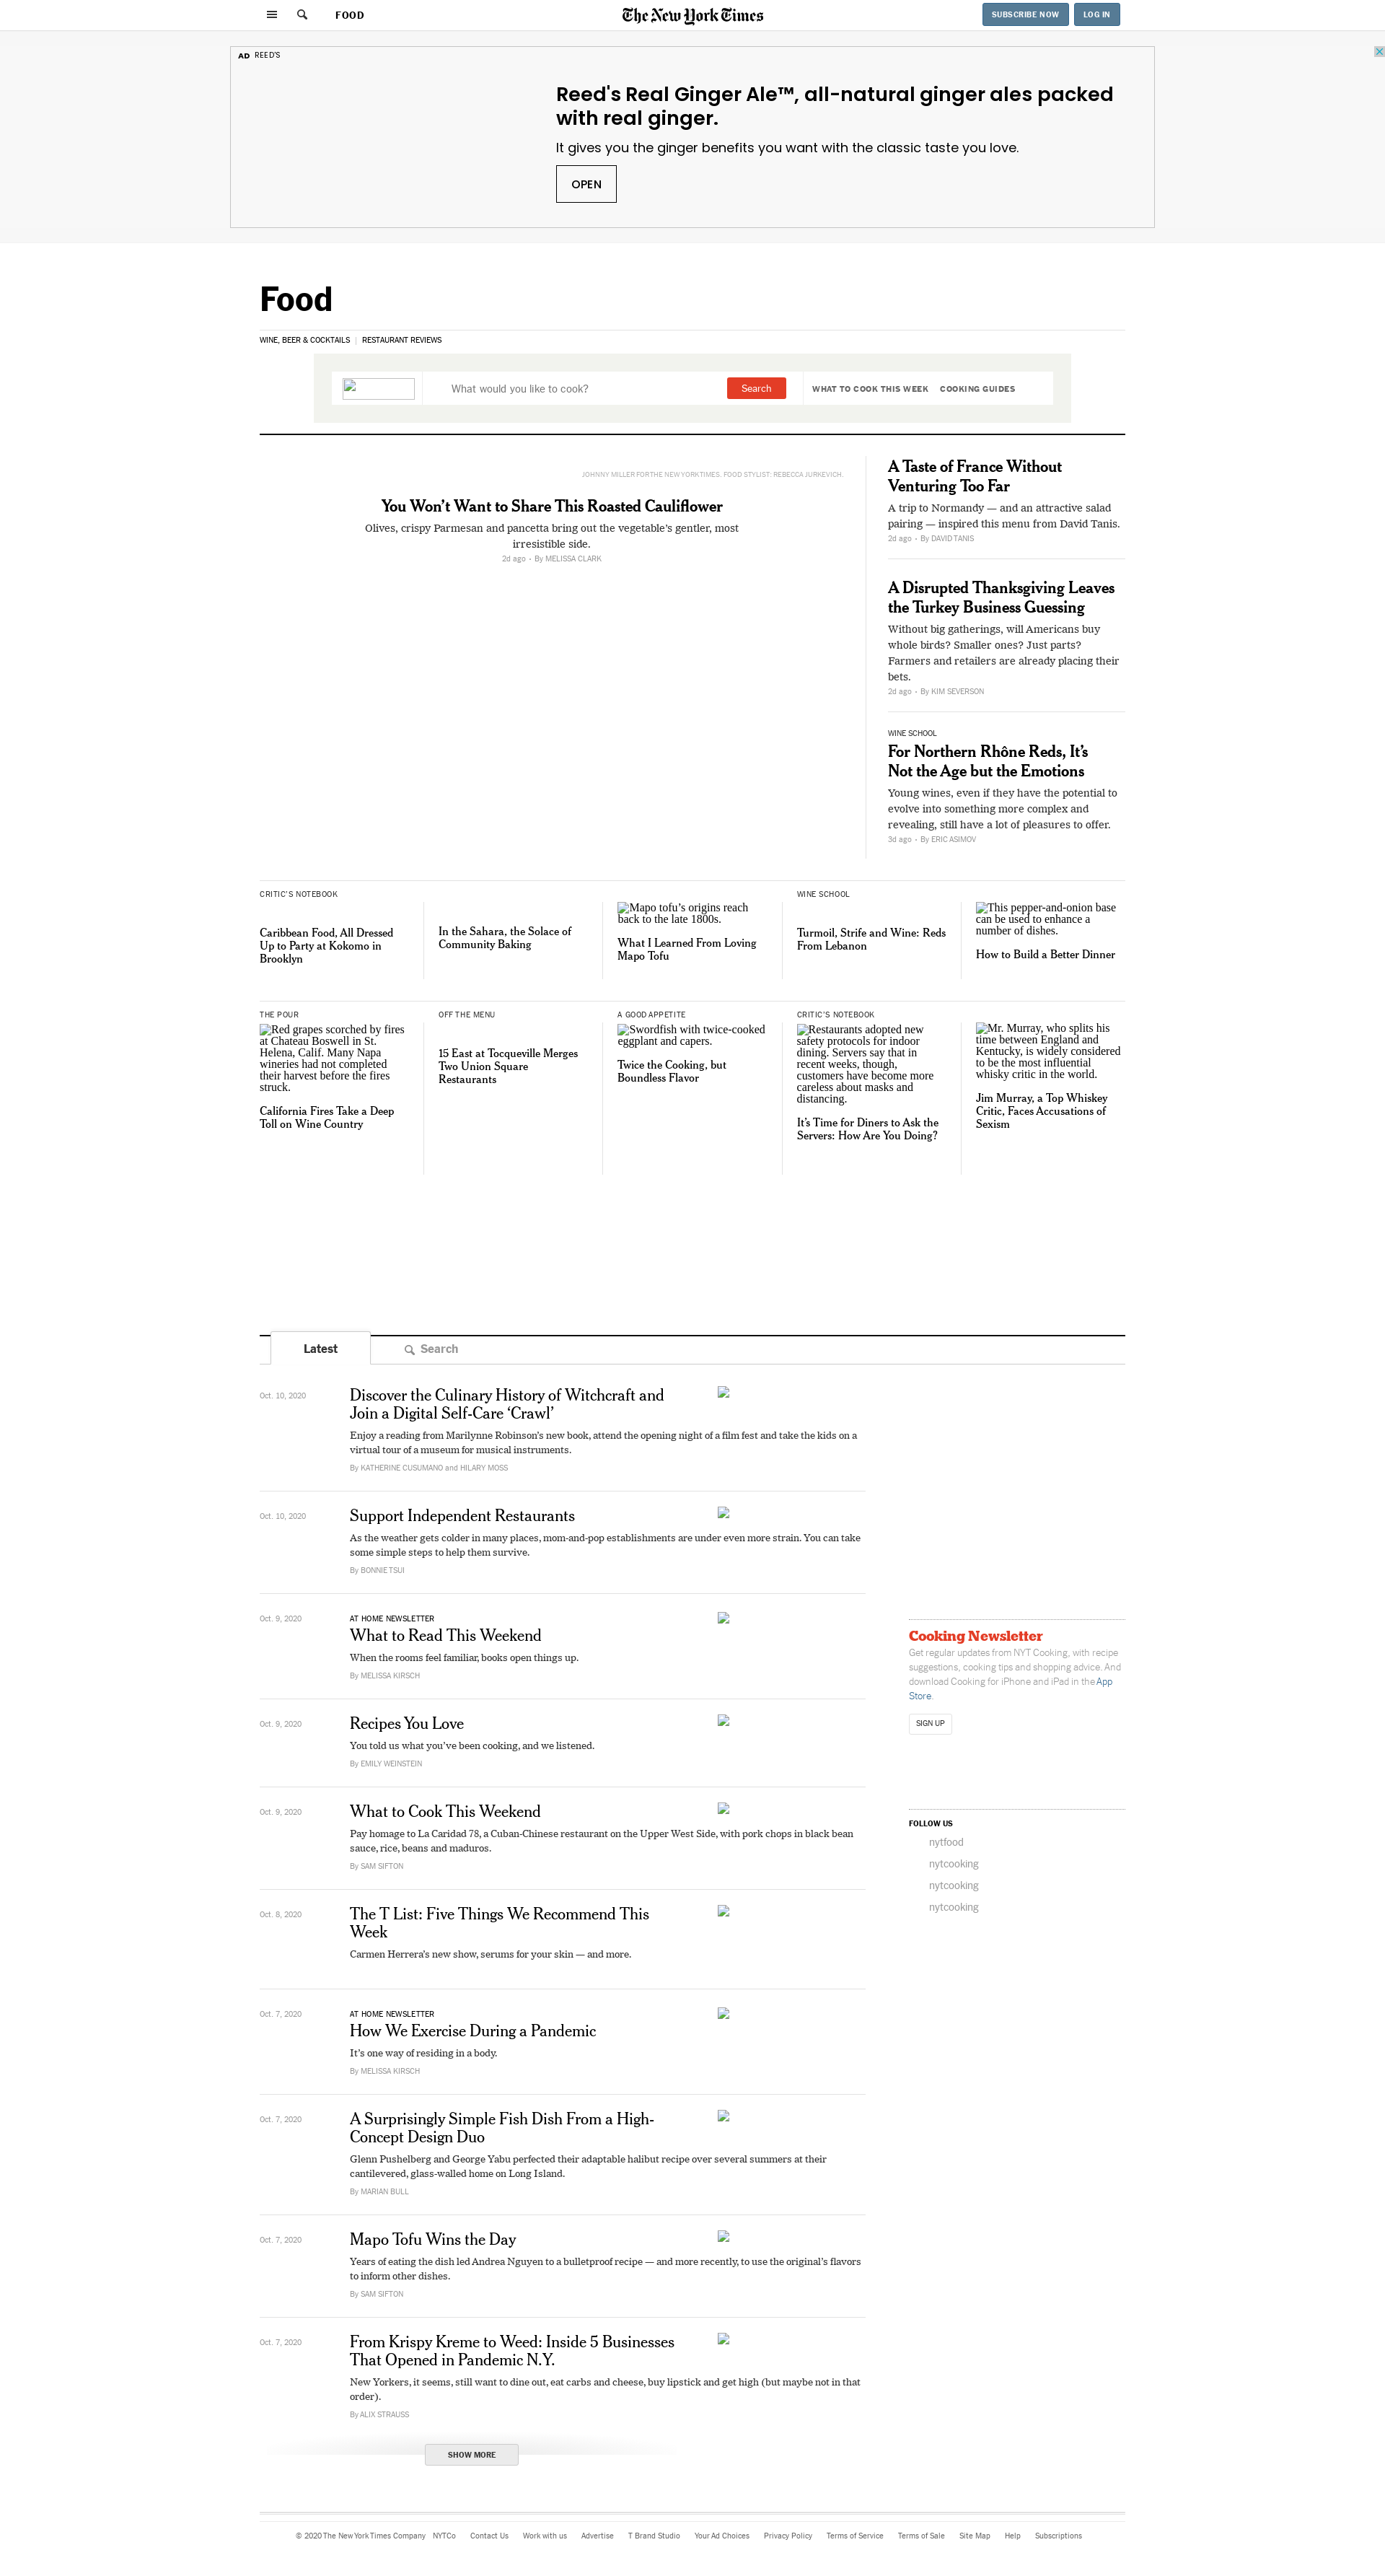 FOOD
The New York Times
SUBSCRIBE NOW
LOG IN
AD REED'S
Reed's Real Ginger Ale™, all-natural ginger ales packed
with real ginger.
It gives you the ginger benefits you want with the classic taste you love.
OPEN
Food
WINE, BEER & COCKTAILS
RESTAURANT REVIEWS
What would you like to cook?
Search
WHAT TO COOK THIS WEEK
COOKING GUIDES
JOHNNY MILLER FOR THE NEW YORK TIMES. FOOD STYLIST: REBECCA JURKEVICH.
You Won’t Want to Share This Roasted Cauliflower
Olives, crispy Parmesan and pancetta bring out the vegetable’s gentler, most
irresistible side.
2d ago • By MELISSA CLARK
A Taste of France Without
Venturing Too Far
A trip to Normandy — and an attractive salad
pairing — inspired this menu from David Tanis.
2d ago • By DAVID TANIS
A Disrupted Thanksgiving Leaves
the Turkey Business Guessing
Without big gatherings, will Americans buy
whole birds? Smaller ones? Just parts?
Farmers and retailers are already placing their
bets.
2d ago • By KIM SEVERSON
WINE SCHOOL
For Northern Rhône Reds, It’s
Not the Age but the Emotions
Young wines, even if they have the potential to
evolve into something more complex and
revealing, still have a lot of pleasures to offer.
3d ago • By ERIC ASIMOV
CRITIC’S NOTEBOOK
Caribbean Food, All Dressed
Up to Party at Kokomo in
Brooklyn
In the Sahara, the Solace of
Community Baking
Mapo tofu’s origins reach
back to the late 1800s.
What I Learned From Loving
Mapo Tofu
WINE SCHOOL
Turmoil, Strife and Wine: Reds
From Lebanon
This pepper-and-onion base
can be used to enhance a
number of dishes.
How to Build a Better Dinner
THE POUR
Red grapes scorched by fires
at Chateau Boswell in St.
Helena, Calif. Many Napa
wineries had not completed
their harvest before the fires
struck.
California Fires Take a Deep
Toll on Wine Country
OFF THE MENU
15 East at Tocqueville Merges
Two Union Square
Restaurants
A GOOD APPETITE
Swordfish with twice-cooked
eggplant and capers.
Twice the Cooking, but
Boundless Flavor
CRITIC’S NOTEBOOK
Restaurants adopted new
safety protocols for indoor
dining. Servers say that in
recent weeks, though,
customers have become more
careless about masks and
distancing.
It’s Time for Diners to Ask the
Servers: How Are You Doing?
Mr. Murray, who splits his
time between England and
Kentucky, is widely considered
to be the most influential
whisky critic in the world.
Jim Murray, a Top Whiskey
Critic, Faces Accusations of
Sexism
Latest
Search
Oct. 10, 2020
Discover the Culinary History of Witchcraft and
Join a Digital Self-Care ‘Crawl’
Enjoy a reading from Marilynne Robinson’s new book, attend the opening night of a film fest and take the kids on a
virtual tour of a museum for musical instruments.
By KATHERINE CUSUMANO and HILARY MOSS
Oct. 10, 2020
Support Independent Restaurants
As the weather gets colder in many places, mom-and-pop establishments are under even more strain. You can take
some simple steps to help them survive.
By BONNIE TSUI
Oct. 9, 2020
AT HOME NEWSLETTER
What to Read This Weekend
When the rooms feel familiar, books open things up.
By MELISSA KIRSCH
Oct. 9, 2020
Recipes You Love
You told us what you’ve been cooking, and we listened.
By EMILY WEINSTEIN
Oct. 9, 2020
What to Cook This Weekend
Pay homage to La Caridad 78, a Cuban-Chinese restaurant on the Upper West Side, with pork chops in black bean
sauce, rice, beans and maduros.
By SAM SIFTON
Oct. 8, 2020
The T List: Five Things We Recommend This
Week
Carmen Herrera’s new show, serums for your skin — and more.
Oct. 7, 2020
AT HOME NEWSLETTER
How We Exercise During a Pandemic
It’s one way of residing in a body.
By MELISSA KIRSCH
Oct. 7, 2020
A Surprisingly Simple Fish Dish From a High-
Concept Design Duo
Glenn Pushelberg and George Yabu perfected their adaptable halibut recipe over several summers at their
cantilevered, glass-walled home on Long Island.
By MARIAN BULL
Oct. 7, 2020
Mapo Tofu Wins the Day
Years of eating the dish led Andrea Nguyen to a bulletproof recipe — and more recently, to use the original’s flavors
to inform other dishes.
By SAM SIFTON
Oct. 7, 2020
From Krispy Kreme to Weed: Inside 5 Businesses
That Opened in Pandemic N.Y.
New Yorkers, it seems, still want to dine out, eat carbs and cheese, buy lipstick and get high (but maybe not in that
order).
By ALIX STRAUSS
SHOW MORE
Cooking Newsletter
Get regular updates from NYT Cooking, with recipe
suggestions, cooking tips and shopping advice. And
download Cooking for iPhone and iPad in the App
Store.
SIGN UP
FOLLOW US
nytfood
nytcooking
nytcooking
nytcooking
© 2020 The New York Times Company NYTCo Contact Us Work with us Advertise T Brand Studio Your Ad Choices Privacy Policy Terms of Service Terms of Sale Site Map Help Subscriptions